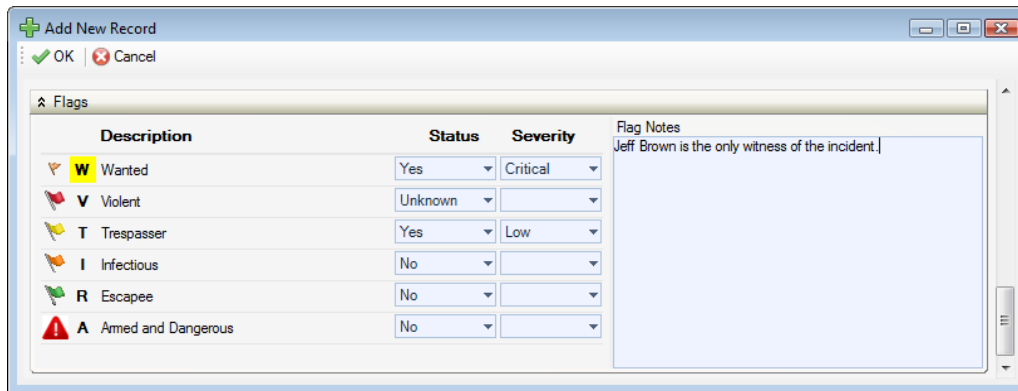 Add New Record
OK Cancel
Flags
Description Status Severity Flag Notes
Jeff Brown is the only witness of the incident.
W Wanted Yes Critical
V Violent Unknown
T Trespasser Yes Low
I Infectious No
R Escapee No
A Armed and Dangerous No